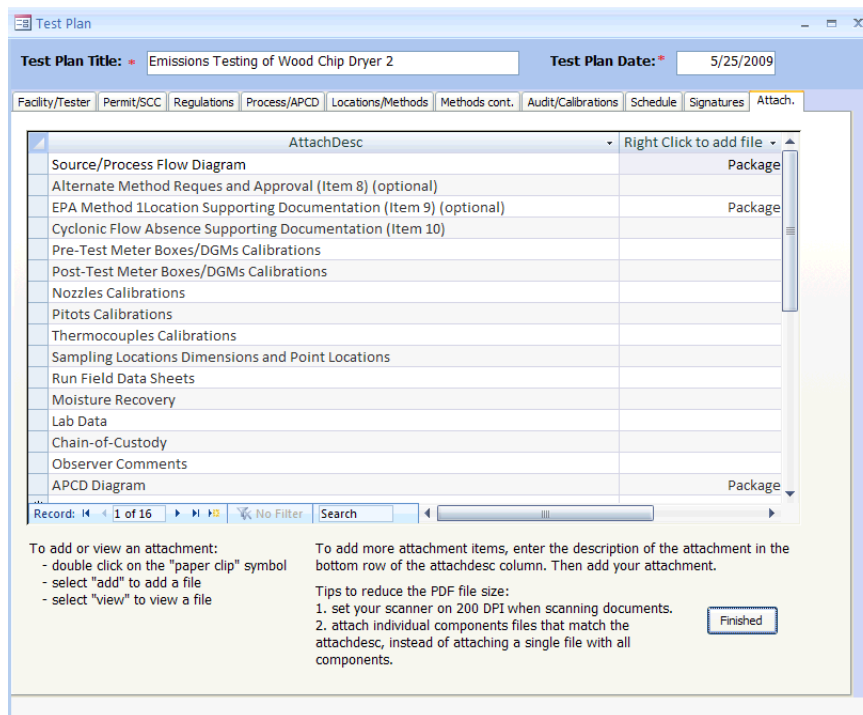 Test Plan
Test Plan Title: * Emissions Testing of Wood Chip Dryer 2 Test Plan Date:* 5/25/2009
Facility/Tester Permit/SCC Regulations Process/APCD Locations/Methods Methods cont. Audit/Calibrations Schedule Signatures Attach.
AttachDesc Right Click to add file
Source/Process Flow Diagram Package
Alternate Method Reques and Approval (Item 8) (optional)
EPA Method 1Location Supporting Documentation (Item 9) (optional) Package
Cyclonic Flow Absence Supporting Documentation (Item 10)
Pre-Test Meter Boxes/DGMs Calibrations
Post-Test Meter Boxes/DGMs Calibrations
Nozzles Calibrations
Pitots Calibrations
Thermocouples Calibrations
Sampling Locations Dimensions and Point Locations
Run Field Data Sheets
Moisture Recovery
Lab Data
Chain-of-Custody
Observer Comments
APCD Diagram Package
Record: 1 of 16 No Filter Search
To add or view an attachment:
- double click on the "paper clip" symbol
- select "add" to add a file
- select "view" to view a file
To add more attachment items, enter the description of the attachment in the
bottom row of the attachdesc column. Then add your attachment.
Tips to reduce the PDF file size:
1. set your scanner on 200 DPI when scanning documents.
2. attach individual components files that match the
attachdesc, instead of attaching a single file with all
components.
Finished